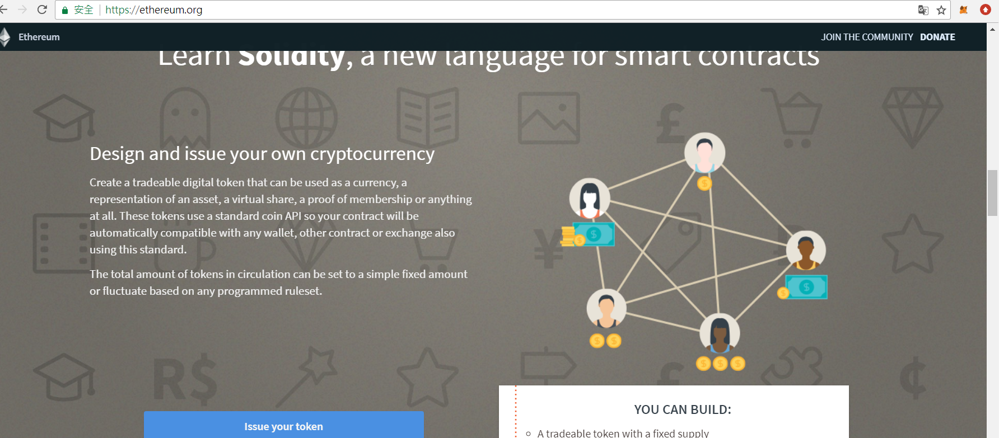 安全 https://ethereum.org
Ethereum
JOIN THE COMMUNITY DONATE
Learn Solidity, a new language for smart contracts
Design and issue your own cryptocurrency
Create a tradeable digital token that can be used as a currency, a
representation of an asset, a virtual share, a proof of membership or anything
at all. These tokens use a standard coin API so your contract will be
automatically compatible with any wallet, other contract or exchange also
using this standard.
The total amount of tokens in circulation can be set to a simple fixed amount
or fluctuate based on any programmed ruleset.
R$
Issue your token
YOU CAN BUILD:
A tradeable token with a fixed supply